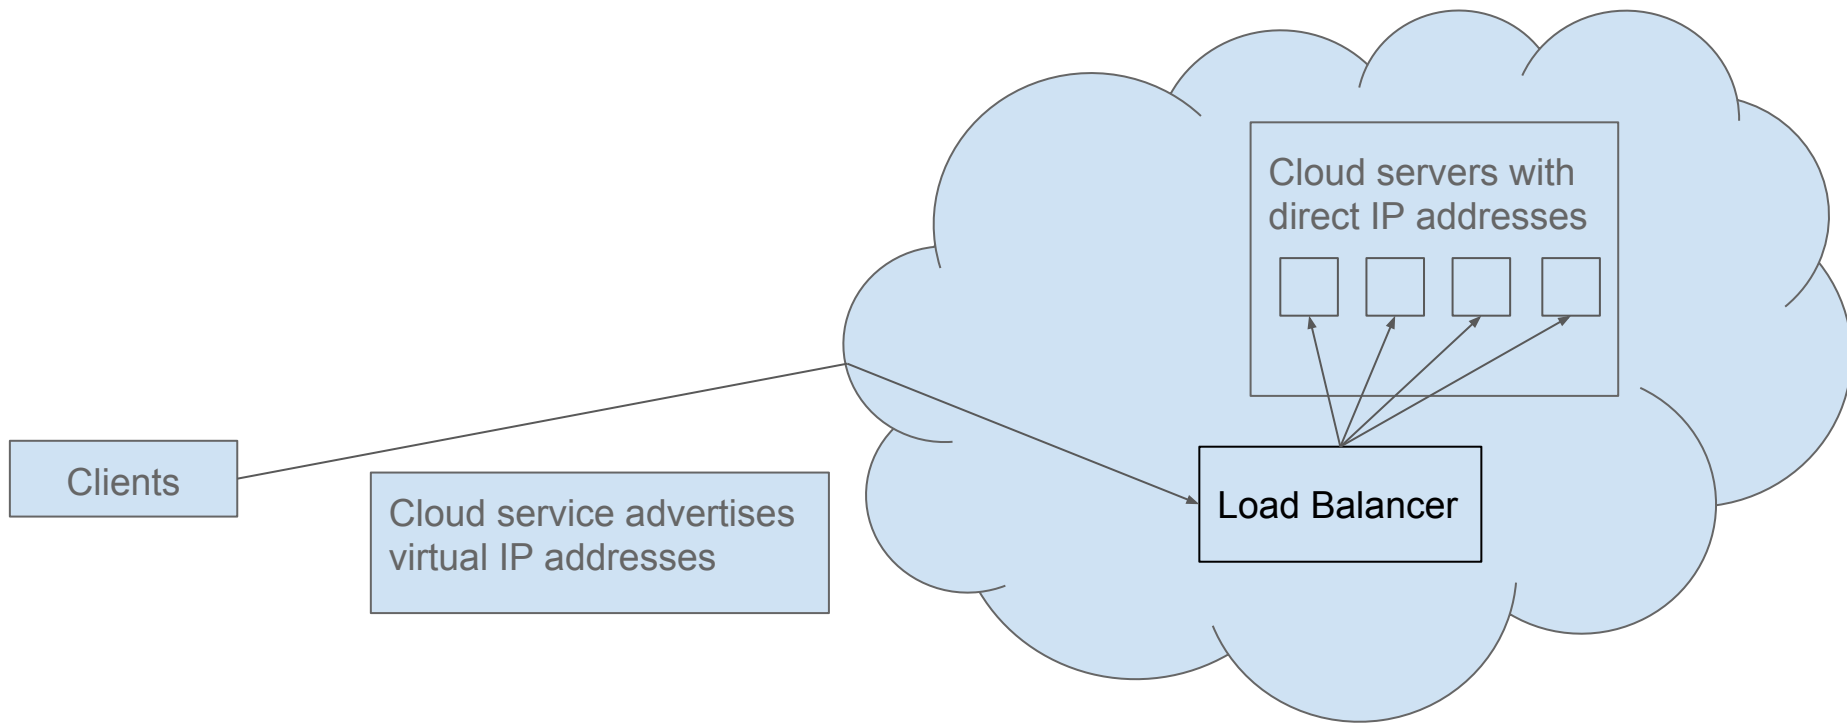 Clients
Cloud service advertises
virtual IP addresses
Cloud servers with
direct IP addresses
Load Balancer